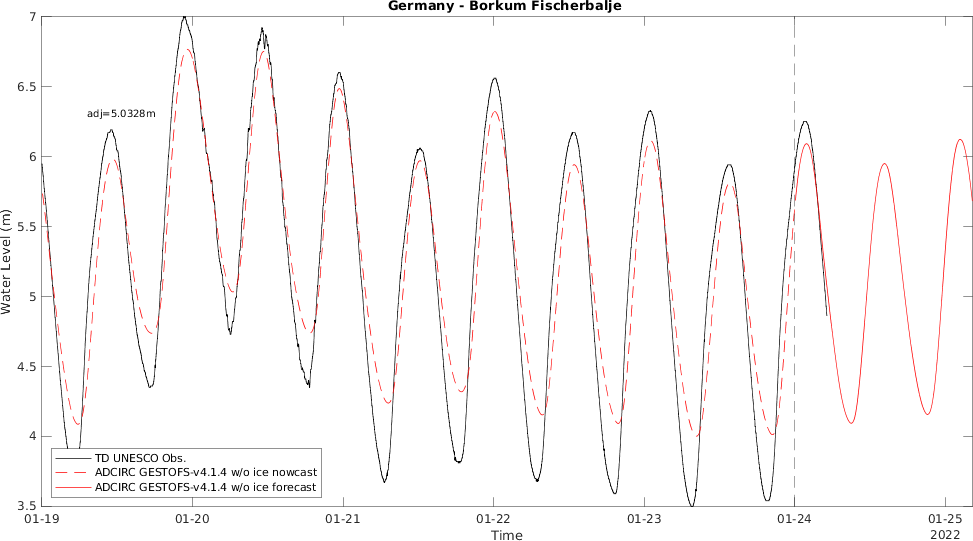 Germany - Borkum Fischerbalje
7
6.5
6
5.5
5
4.5
4
3.5
Water Level (m)
adj=5.0328m
TD UNESCO Obs.
ADCIRC GESTOFS-v4.1.4 w/o ice nowcast
ADCIRC GESTOFS-v4.1.4 w/o ice forecast
01-19 01-20 01-21 01-22 01-23 01-24 01-25
Time
2022